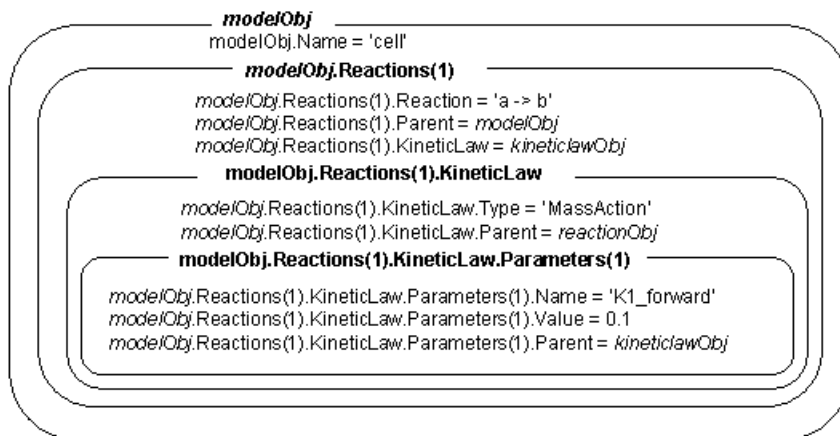 modelObj
modelObj.Name = 'cell'
modelObj.Reactions(1)
modelObj.Reactions(1).Reaction = 'a -> b'
modelObj.Reactions(1).Parent = modelObj
modelObj.Reactions(1).KineticLaw = kineticlawObj
modelObj.Reactions(1).KineticLaw
modelObj.Reactions(1).KineticLaw.Type = 'MassAction'
modelObj.Reactions(1).KineticLaw.Parent = reactionObj
modelObj.Reactions(1).KineticLaw.Parameters(1)
modelObj.Reactions(1).KineticLaw.Parameters(1).Name = 'K1_forward'
modelObj.Reactions(1).KineticLaw.Parameters(1).Value = 0.1
modelObj.Reactions(1).KineticLaw.Parameters(1).Parent = kineticlawObj